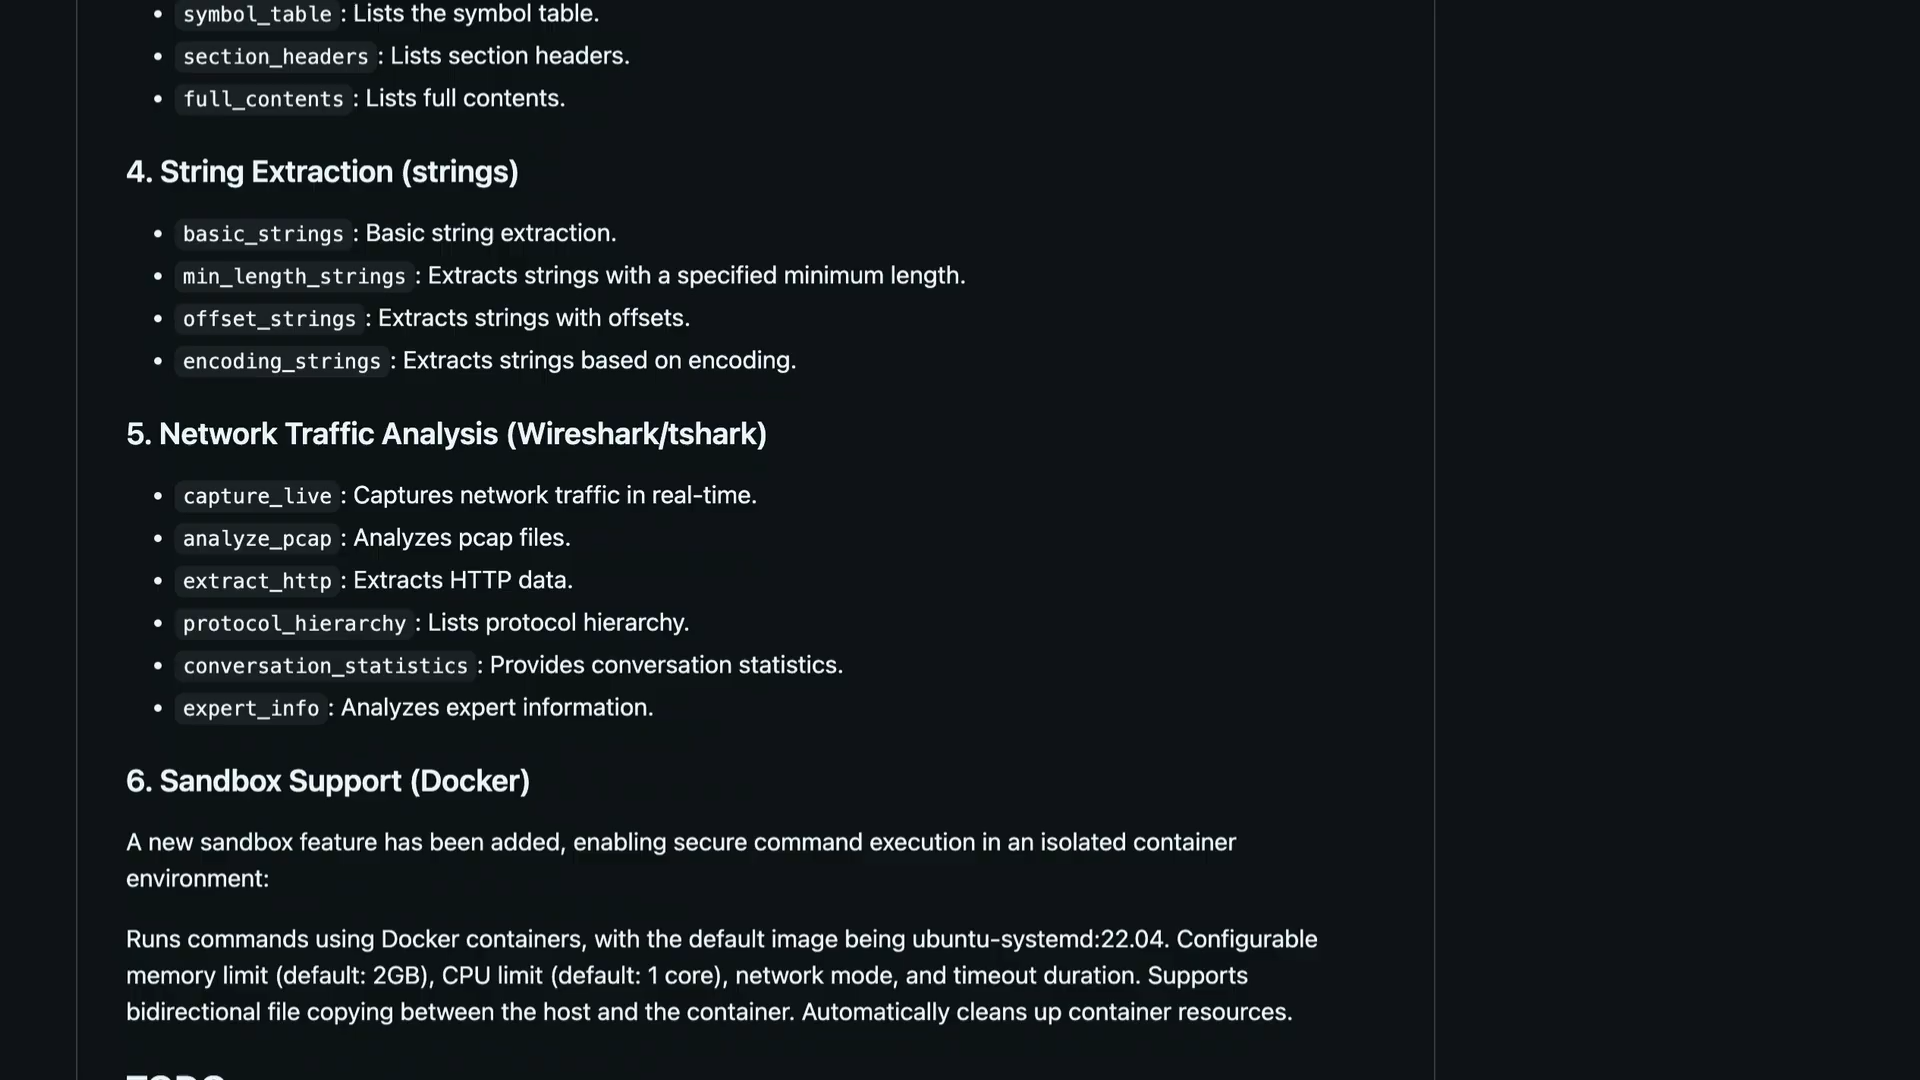 • symbol_table : Lists the symbol table.
• section_headers : Lists section headers.
• full_contents : Lists full contents.
4. String Extraction (strings)
• basic_strings : Basic string extraction.
• min_length_strings : Extracts strings with a specified minimum length.
• offset_strings : Extracts strings with offsets.
• encoding_strings : Extracts strings based on encoding.
5. Network Traffic Analysis (Wireshark/tshark)
• capture_live : Captures network traffic in real-time.
• analyze_pcap : Analyzes pcap files.
• extract_http : Extracts HTTP data.
• protocol_hierarchy : Lists protocol hierarchy.
• conversation_statistics : Provides conversation statistics.
• expert_info : Analyzes expert information.
6. Sandbox Support (Docker)
A new sandbox feature has been added, enabling secure command execution in an isolated container
environment:
Runs commands using Docker containers, with the default image being ubuntu-systemd:22.04. Configurable
memory limit (default: 2GB), CPU limit (default: 1 core), network mode, and timeout duration. Supports
bidirectional file copying between the host and the container. Automatically cleans up container resources.